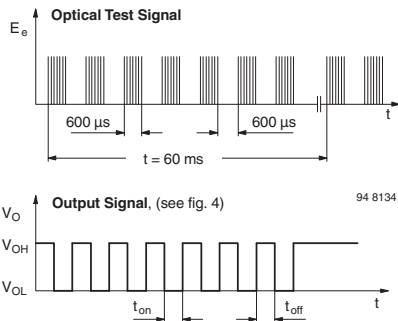 Optical Test Signal
Ee
600 µs
600 µs
t
t = 60 ms
94 8134
Output Signal, (see fig. 4)
VO
VOH
VOL
ton
toff
t